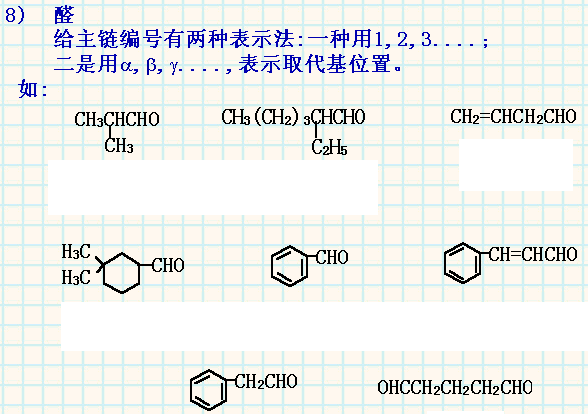 8) 醛
给主链编号有两种表示法:一种用1,2,3....;
二是用α,β,γ....,表示取代基位置。
如:
CH3CHCHO CH3(CH2)3CHCHO CH2=CHCH2CHO
CH3 C2H5
H3C
H3C CHO CHO CH=CHCHO
CH2CHO OHCCH2CH2CH2CHO